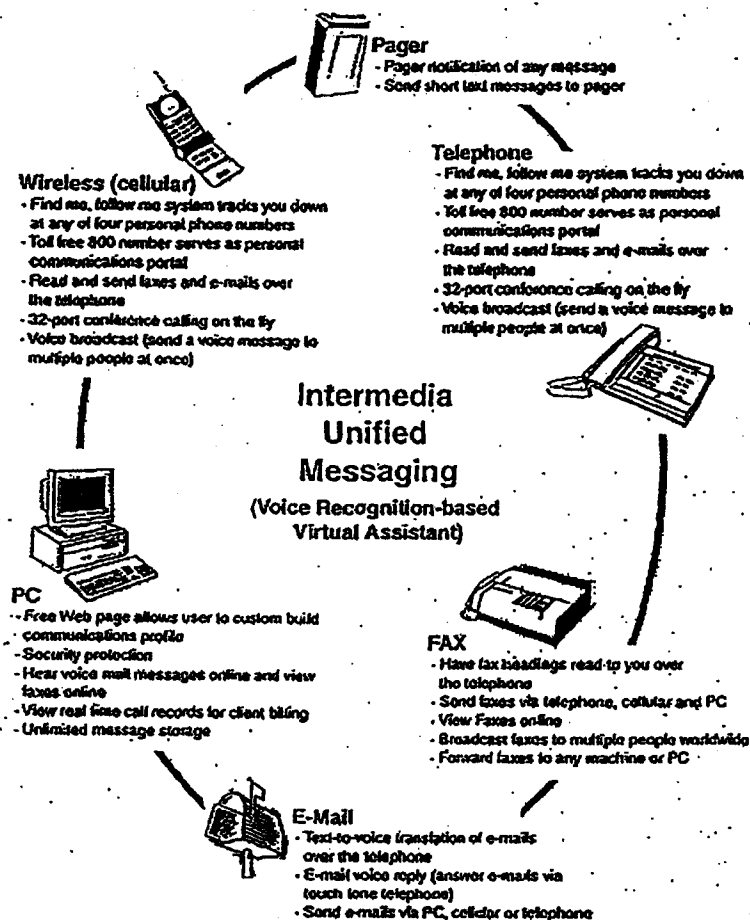 Pager
- Pager notification of any message
- Send short text messages to pager
Telephone
- Find me, follow me system tracks you down
at any of four personal phone numbers
- Toll free 800 number serves as personal
communications portal
- Read and send faxes and e-mails over
the telephone
- 32-port conference calling on the fly
- Voice broadcast (send a voice message to
multiple people at once)
Wireless (cellular)
- Find me, follow me system tracks you down
at any of four personal phone numbers
- Toll free 800 number serves as personal
communications portal
- Read and send faxes and e-mails over
the telephone
- 32-port conference calling on the fly
- Voice broadcast (send a voice message to
multiple people at once)
Intermedia
Unified
Messaging
(Voice Recognition-based
Virtual Assistant)
PC
- Free Web page allows user to custom build
communications profile
- Security protection
- Hear voice mail messages online and view
faxes online
- View real time call records for client billing
- Unlimited message storage
FAX
- Have fax headings read to you over
the telephone
- Send faxes via telephone, cellular and PC
- View Faxes online
- Broadcast faxes to multiple people worldwide
- Forward faxes to any machine or PC
E-Mail
- Text-to-voice translation of e-mails
over the telephone
- E-mail voice reply (answer e-mails via
touch tone telephone)
- Send e-mails via PC, cellular or telephone